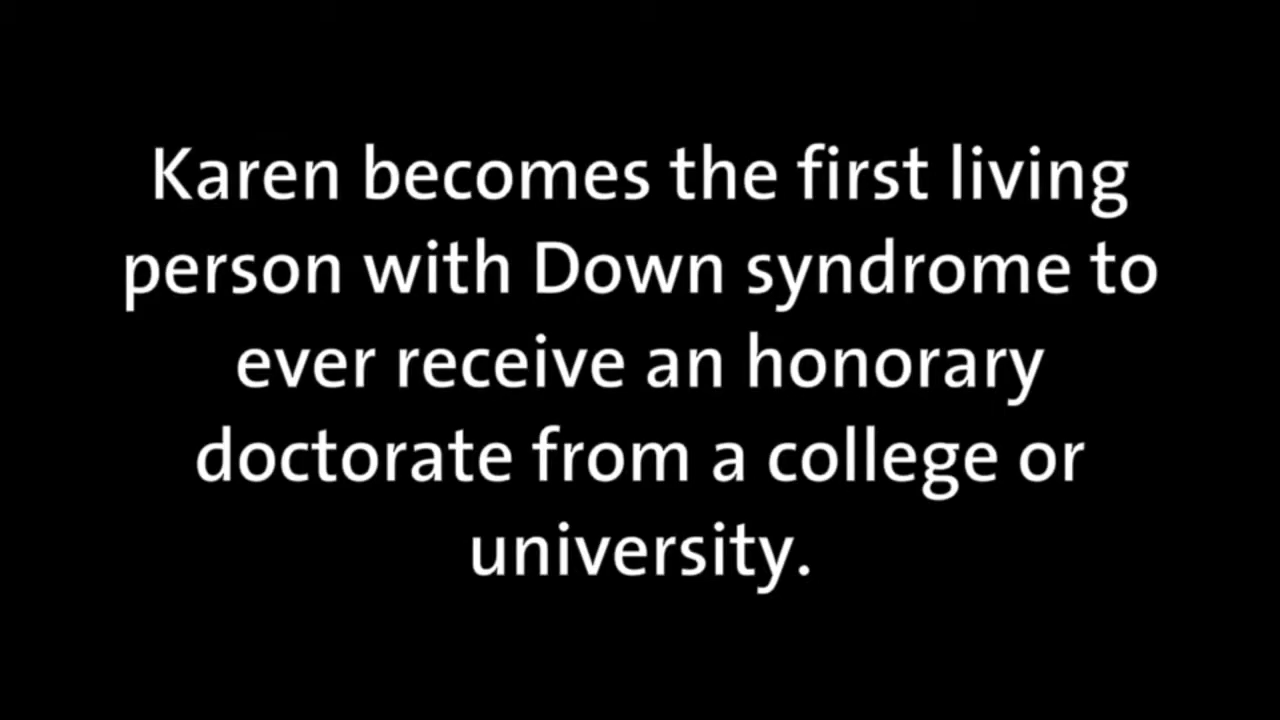 Karen becomes the first living
person with Down syndrome to
ever receive an honorary
doctorate from a college or
university.